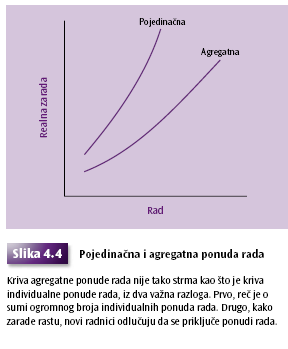 Pojedinačna
Agregatna
Realna zarada
Rad
Slika 4.4 Pojedinačna i agregatna ponuda rada
Kriva agregatne ponude rada nije tako strma kao što je kriva
individualne ponude rada, iz dva važna razloga. Prvo, reč je o
sumi ogromnog broja individualnih ponuda rada. Drugo, kako
zarade rastu, novi radnici odlučuju da se priključe ponudi rada.